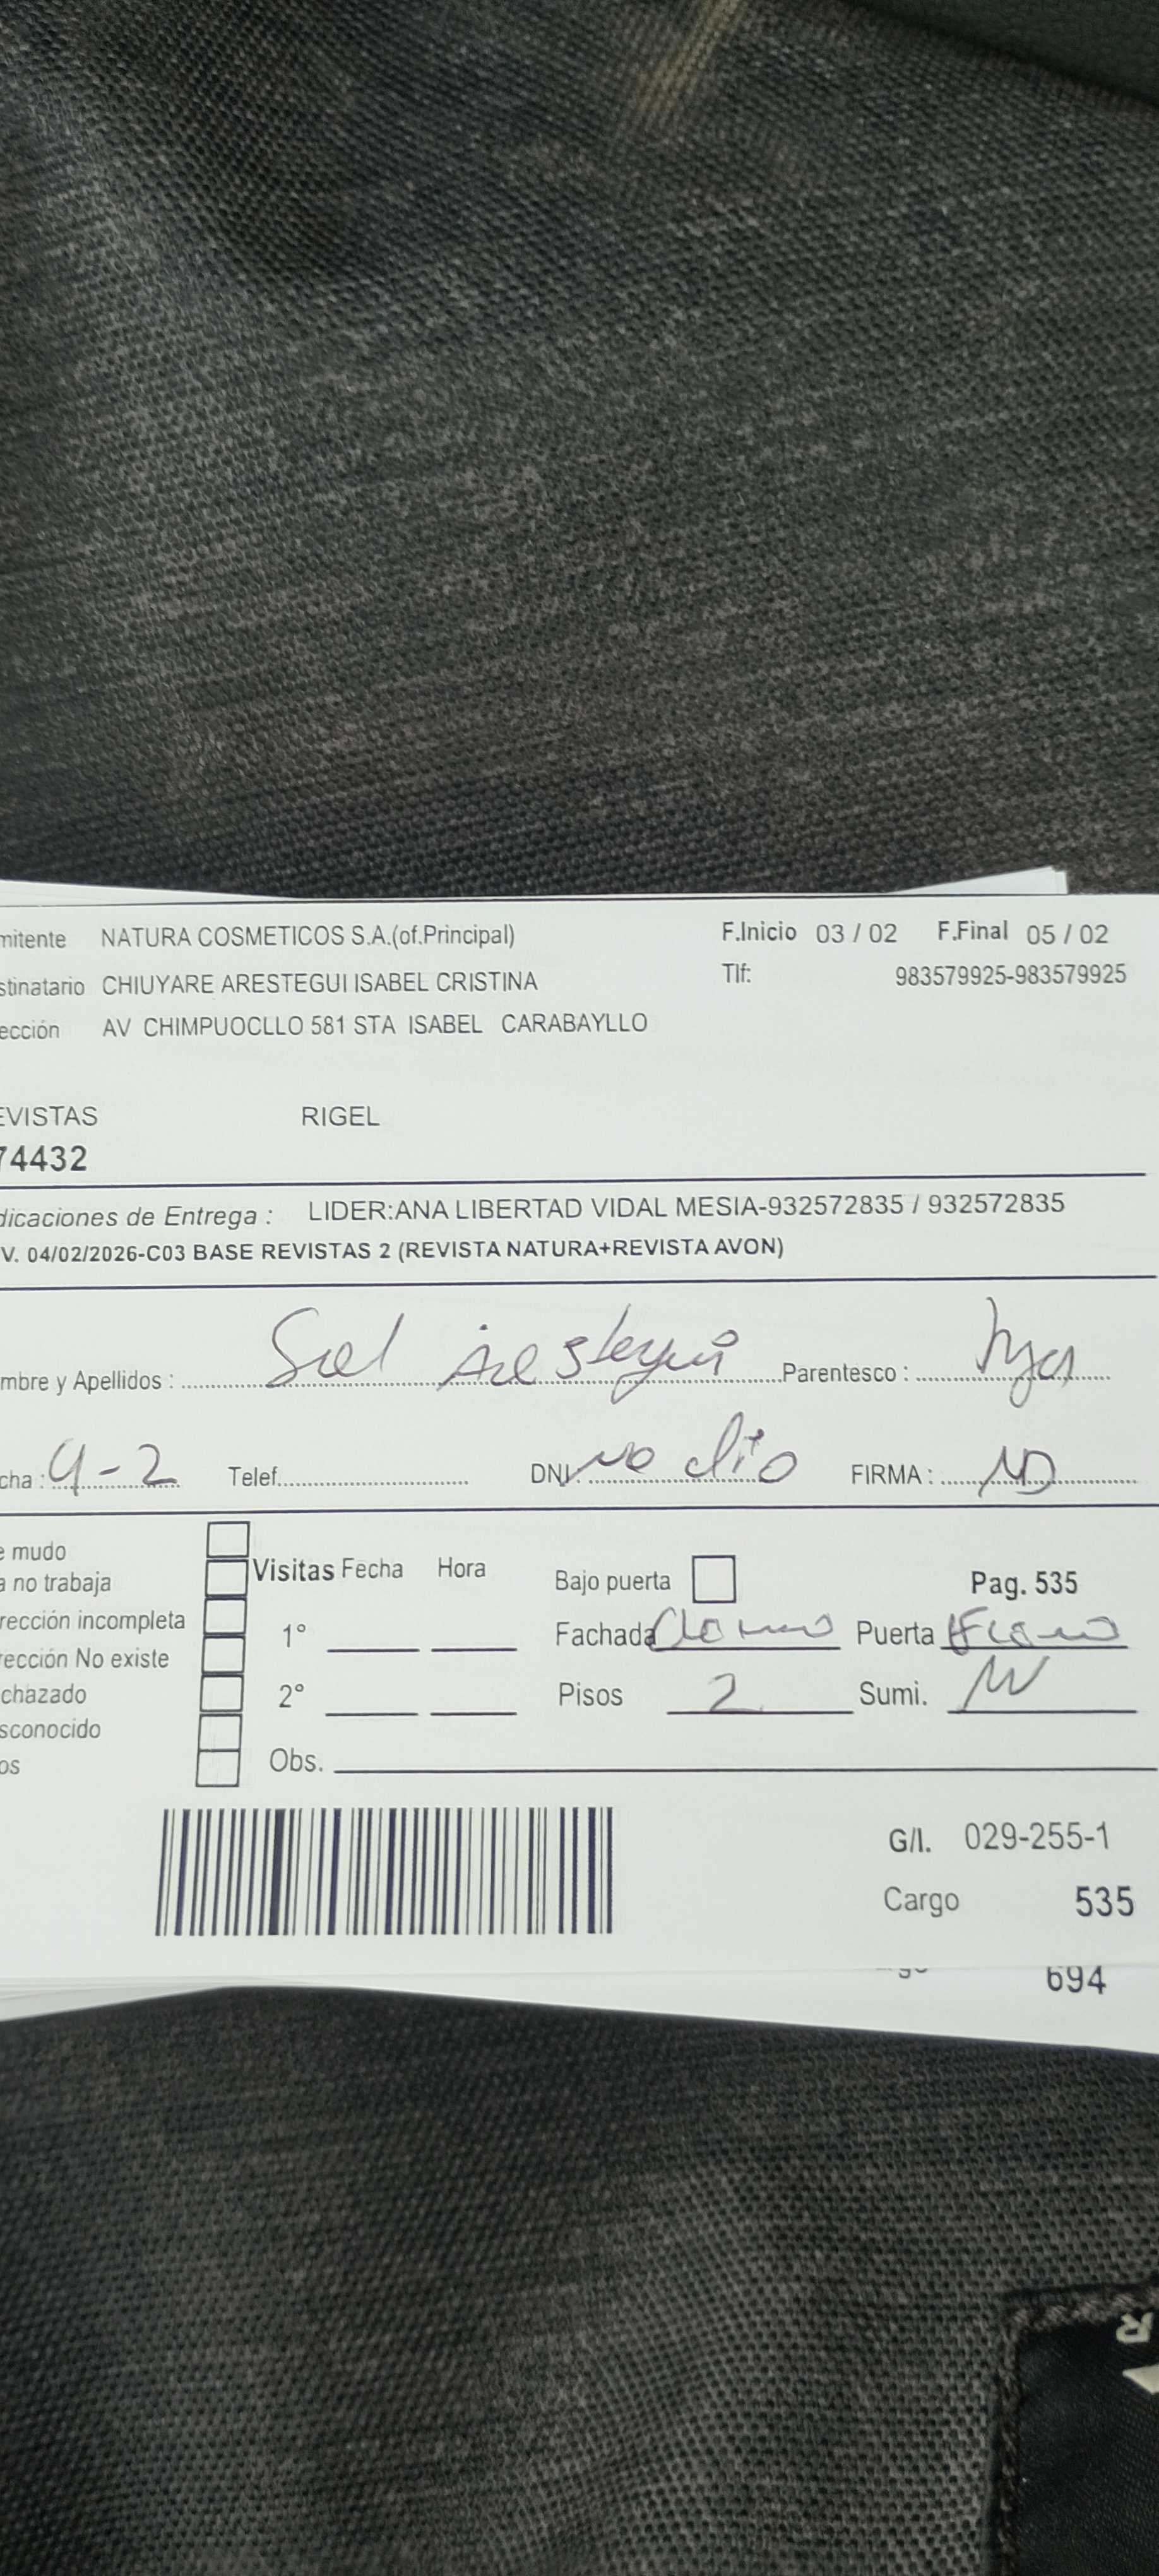 mitente NATURA COSMETICOS S.A.(of.Principal) F.Inicio 03 / 02 F.Final 05 / 02
stinatario CHIUYARE ARESTEGUI ISABEL CRISTINA Tlf: 983579925-983579925
ección AV CHIMPUOCLLO 581 STA ISABEL CARABAYLLO
EVISTAS RIGEL
74432
dicaciones de Entrega : LIDER:ANA LIBERTAD VIDAL MESIA-932572835 / 932572835
V. 04/02/2026-C03 BASE REVISTAS 2 (REVISTA NATURA+REVISTA AVON)
mbre y Apellidos : Arestegui Parentesco : hija
cha : 4-2 Telef. DNI no dio FIRMA : ND
e mudo
a no trabaja Visitas Fecha Hora Bajo puerta Pag. 535
rección incompleta 1° Fachada Puerta
rección No existe
chazado 2° Pisos 2 Sumi.
sconocido
os Obs.
G/l. 029-255-1
Cargo 535
694
R